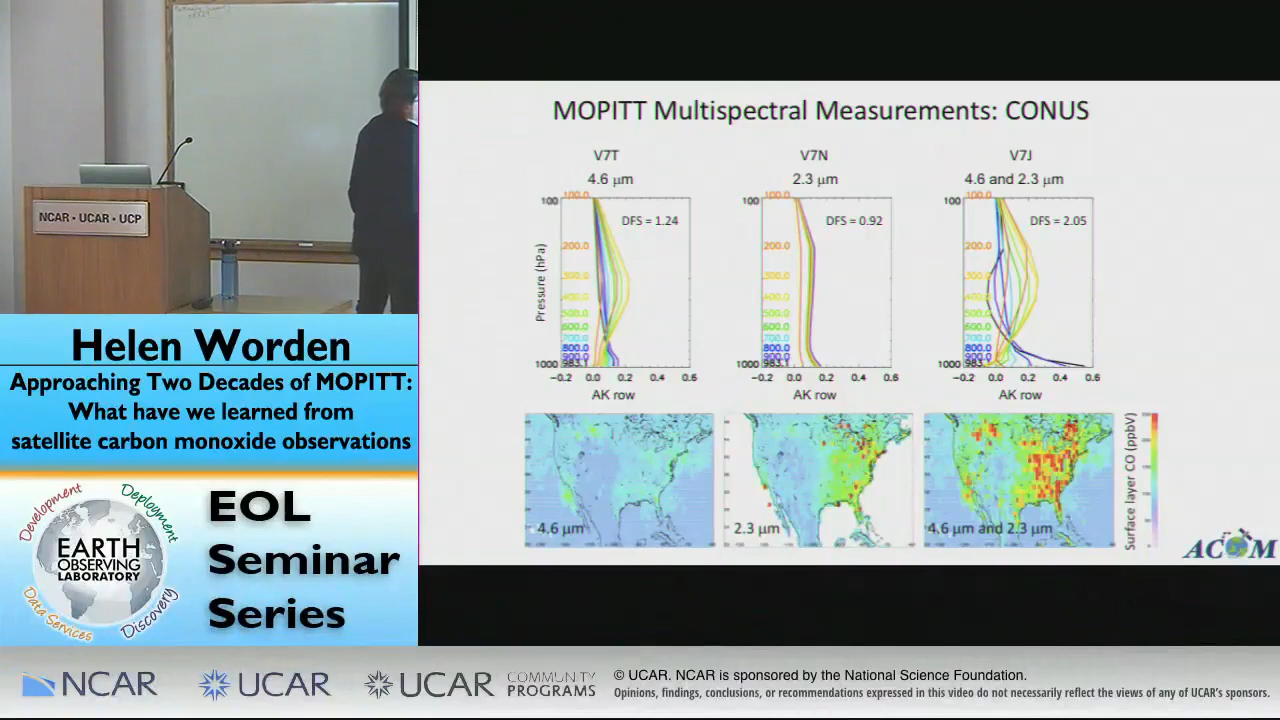 NCAR • UCAR • UCP
Helen Worden
Approaching Two Decades of MOPITT:
What have we learned from
satellite carbon monoxide observations
Development
Deployment
EARTH
OBSERVING
LABORATORY
Data Services
Discovery
EOL
Seminar
Series
MOPITT Multispectral Measurements: CONUS
V7T
4.6 μm
V7N
2.3 μm
V7J
4.6 and 2.3 μm
Pressure (hPa)
100
1000
100.0
200.0
300.0
400.0
500.0
600.0
700.0
800.0
900.0
983.1
DFS = 1.24
−0.2 0.0 0.2 0.4 0.6
AK row
100
1000
100.0
200.0
300.0
400.0
500.0
600.0
700.0
800.0
900.0
983.1
DFS = 0.92
−0.2 0.0 0.2 0.4 0.6
AK row
100
1000
100.0
200.0
300.0
400.0
500.0
600.0
700.0
800.0
900.0
983.1
DFS = 2.05
−0.2 0.0 0.2 0.4 0.6
AK row
4.6 μm
2.3 μm
4.6 and 2.3 μm
Surface layer CO (ppbV)
ACOM
NCAR
UCAR
UCAR
COMMUNITY
PROGRAMS
© UCAR. NCAR is sponsored by the National Science Foundation.
Opinions, findings, conclusions, or recommendations expressed in this video do not necessarily reflect the views of any of UCAR's sponsors.